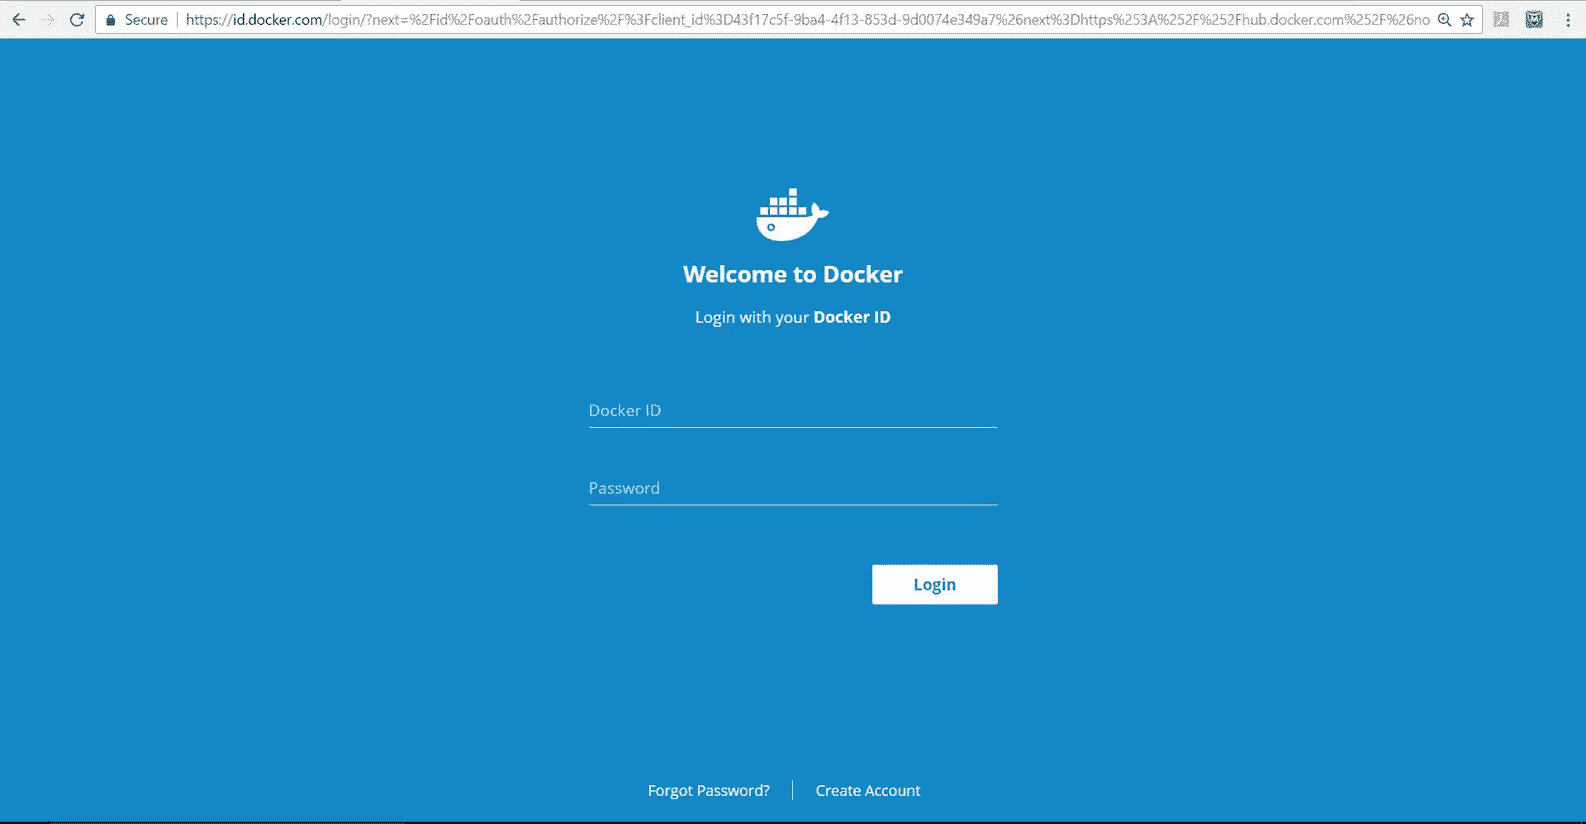 Secure https://id.docker.com/login/?next=%2Fid%2Foauth%2Fauthorize%2F%3Fclient_id%3D43f17c5f-9ba4-4f13-853d-9d0074e349a7%26next%3Dhttps%253A%252F%252Fhub.docker.com%252F%26no
Welcome to Docker
Login with your Docker ID
Docker ID
Password
Login
Forgot Password? Create Account